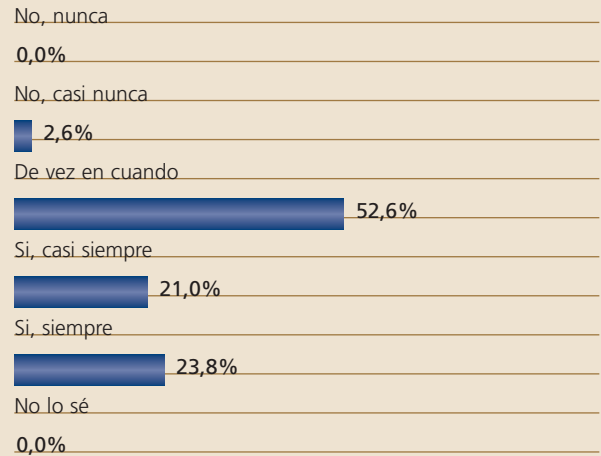 No, nunca
0,0%
No, casi nunca
2,6%
De vez en cuando
52,6%
Si, casi siempre
21,0%
Si, siempre
23,8%
No lo sé
0,0%